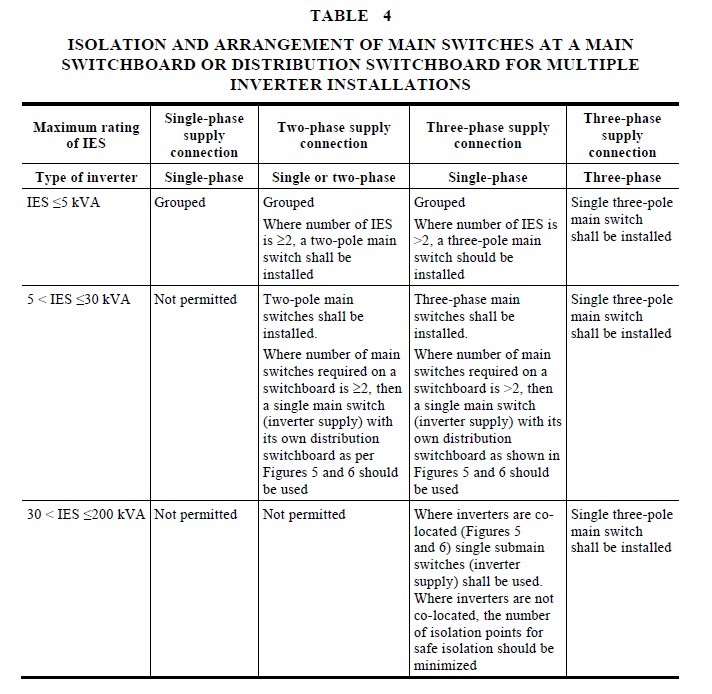 TABLE 4
ISOLATION AND ARRANGEMENT OF MAIN SWITCHES AT A MAIN
SWITCHBOARD OR DISTRIBUTION SWITCHBOARD FOR MULTIPLE
INVERTER INSTALLATIONS
Maximum rating
of IES
Single-phase
supply
connection
Two-phase supply
connection
Three-phase supply
connection
Three-phase
supply
connection
Type of inverter
Single-phase
Single or two-phase
Single-phase
Three-phase
IES ≤5 kVA
Grouped
Grouped
Where number of IES
is ≥2, a two-pole main
switch shall be
installed
Grouped
Where number of IES is
>2, a three-pole main
switch should be
installed
Single three-pole
main switch
shall be installed
5 < IES ≤30 kVA
Not permitted
Two-pole main
switches shall be
installed.
Where number of main
switches required on a
switchboard is ≥2, then
a single main switch
(inverter supply) with
its own distribution
switchboard as per
Figures 5 and 6 should
be used
Three-phase main
switches shall be
installed.
Where number of main
switches required on a
switchboard is >2, then
a single main switch
(inverter supply) with its
own distribution
switchboard as shown in
Figures 5 and 6 should
be used
Single three-pole
main switch
shall be installed
30 < IES ≤200 kVA
Not permitted
Not permitted
Where inverters are co-
located (Figures 5
and 6) single submain
switches (inverter
supply) shall be used.
Where inverters are not
co-located, the number
of isolation points for
safe isolation should be
minimized
Single three-pole
main switch
shall be installed